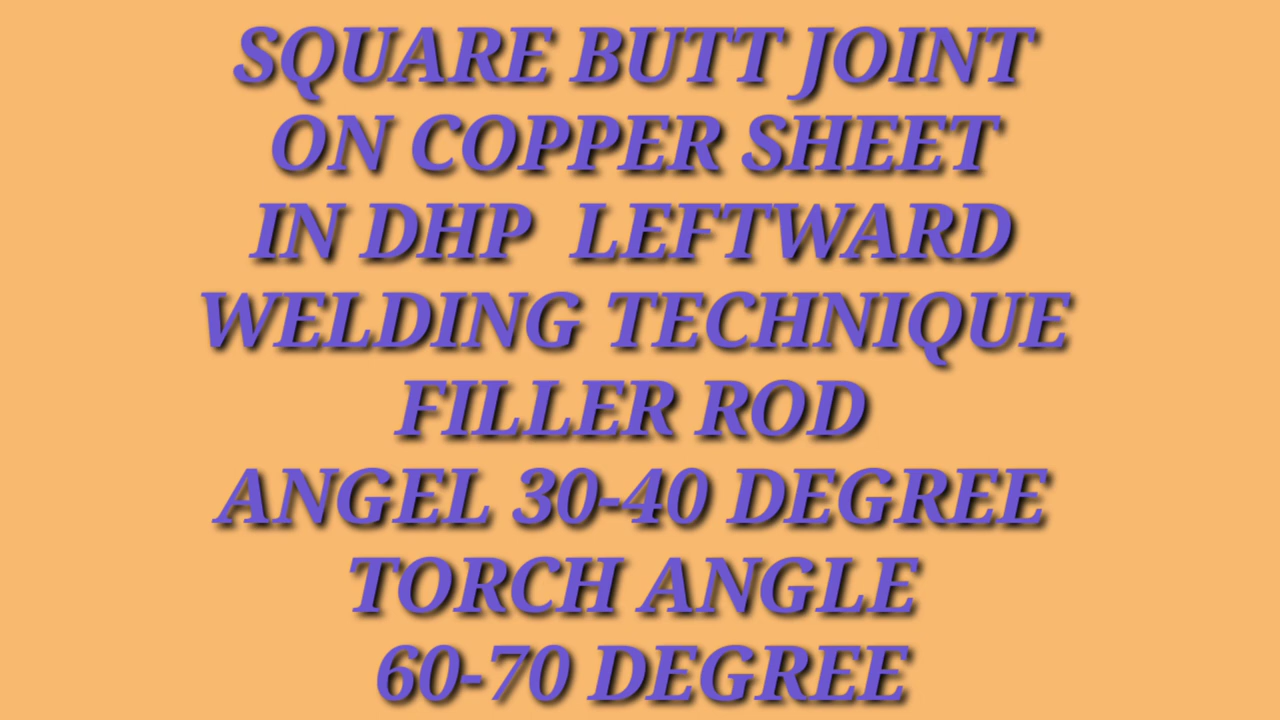 SQUARE BUTT JOINT
ON COPPER SHEET
IN DHP LEFTWARD
WELDING TECHNIQUE
FILLER ROD
ANGEL 30-40 DEGREE
TORCH ANGLE
60-70 DEGREE